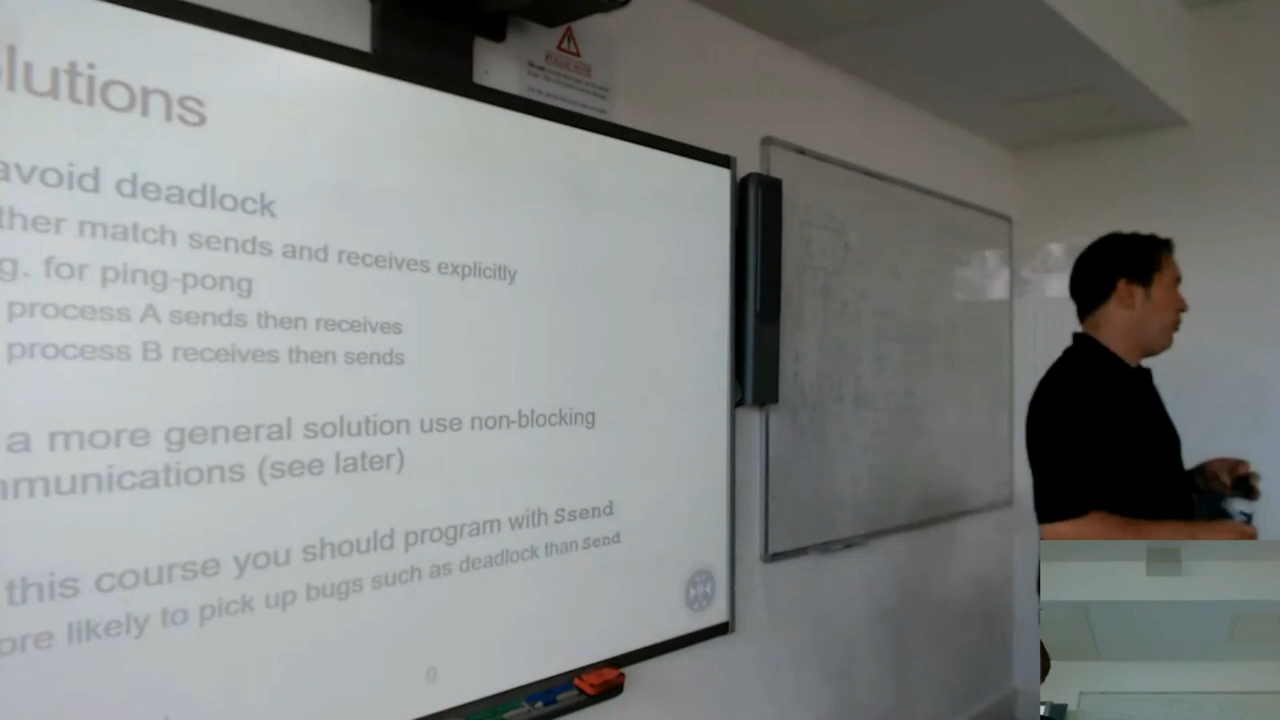 lutions
avoid deadlock
ther match sends and receives explicitly
g. for ping-pong
process A sends then receives
process B receives then sends
a more general solution use non-blocking
mmunications (see later)
this course you should program with Ssend
ore likely to pick up bugs such as deadlock than Send
9